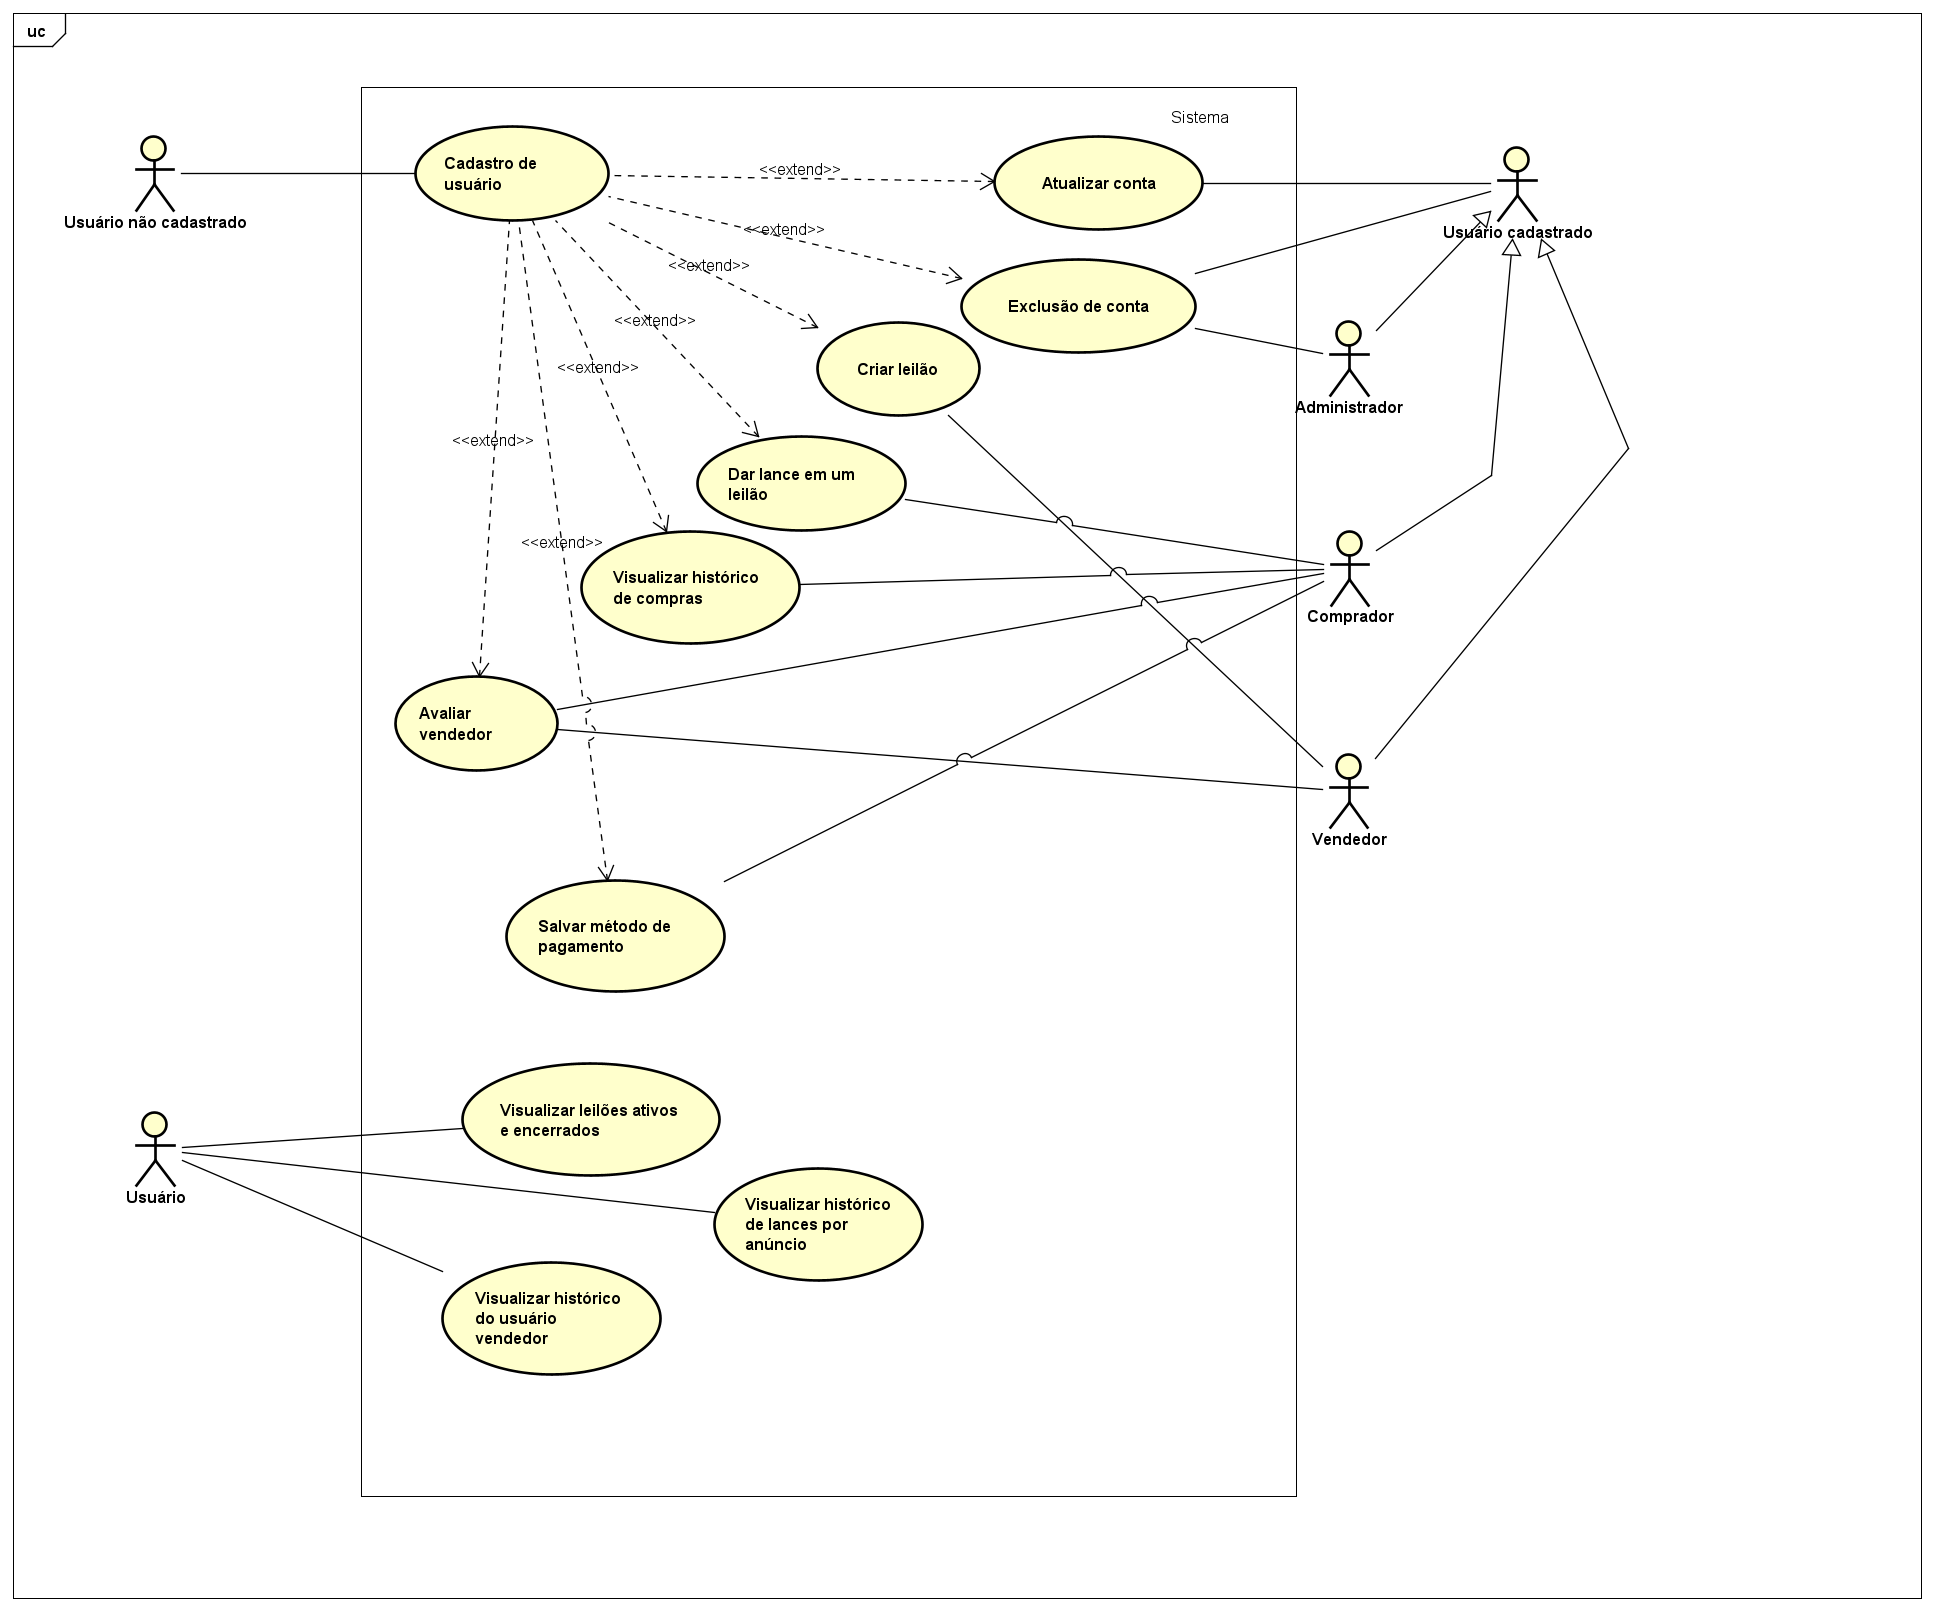 uc
Sistema
Cadastro de
usuário
<<extend>>
Atualizar conta
Usuário não cadastrado
Usuário cadastrado
<<extend>>
<<extend>>
Exclusão de conta
<<extend>>
Criar leilão
<<extend>>
Administrador
<<extend>>
Dar lance em um
leilão
<<extend>>
Visualizar histórico
de compras
Comprador
Avaliar
vendedor
Vendedor
Salvar método de
pagamento
Visualizar leilões ativos
e encerrados
Usuário
Visualizar histórico
de lances por
anúncio
Visualizar histórico
do usuário
vendedor